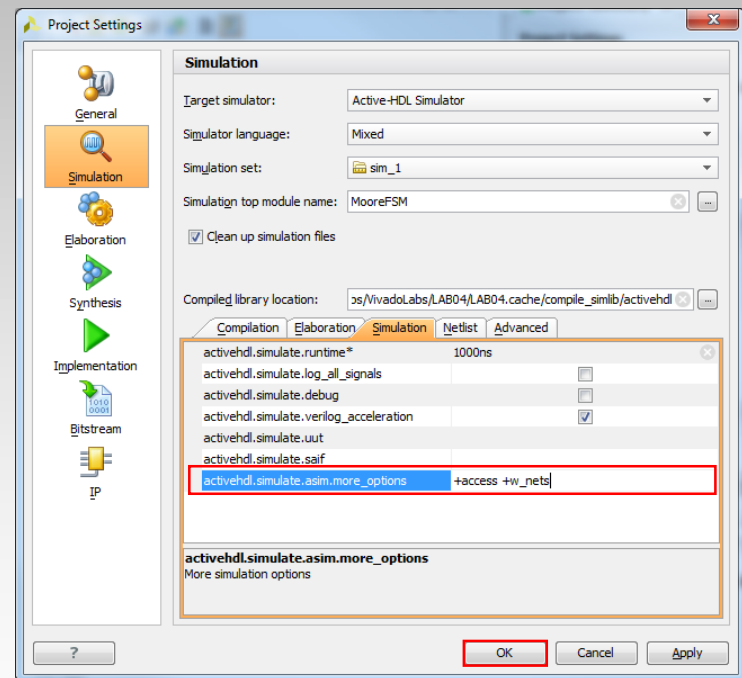 Project Settings
General
Simulation
Elaboration
Synthesis
Implementation
1010
0001
Bitstream
IP
Simulation
Target simulator: Active-HDL Simulator
Simulator language: Mixed
Simulation set: sim_1
Simulation top module name: MooreFSM ...
Clean up simulation files
Compiled library location: os/VivadoLabs/LAB04/LAB04.cache/compile_simlib/activehdl ...
Compilation Elaboration Simulation Netlist Advanced
activehdl.simulate.runtime* 1000ns
activehdl.simulate.log_all_signals
activehdl.simulate.debug
activehdl.simulate.verilog_acceleration
activehdl.simulate.uut
activehdl.simulate.saif
activehdl.simulate.asim.more_options +access +w_nets
activehdl.simulate.asim.more_options
More simulation options
? OK Cancel Apply